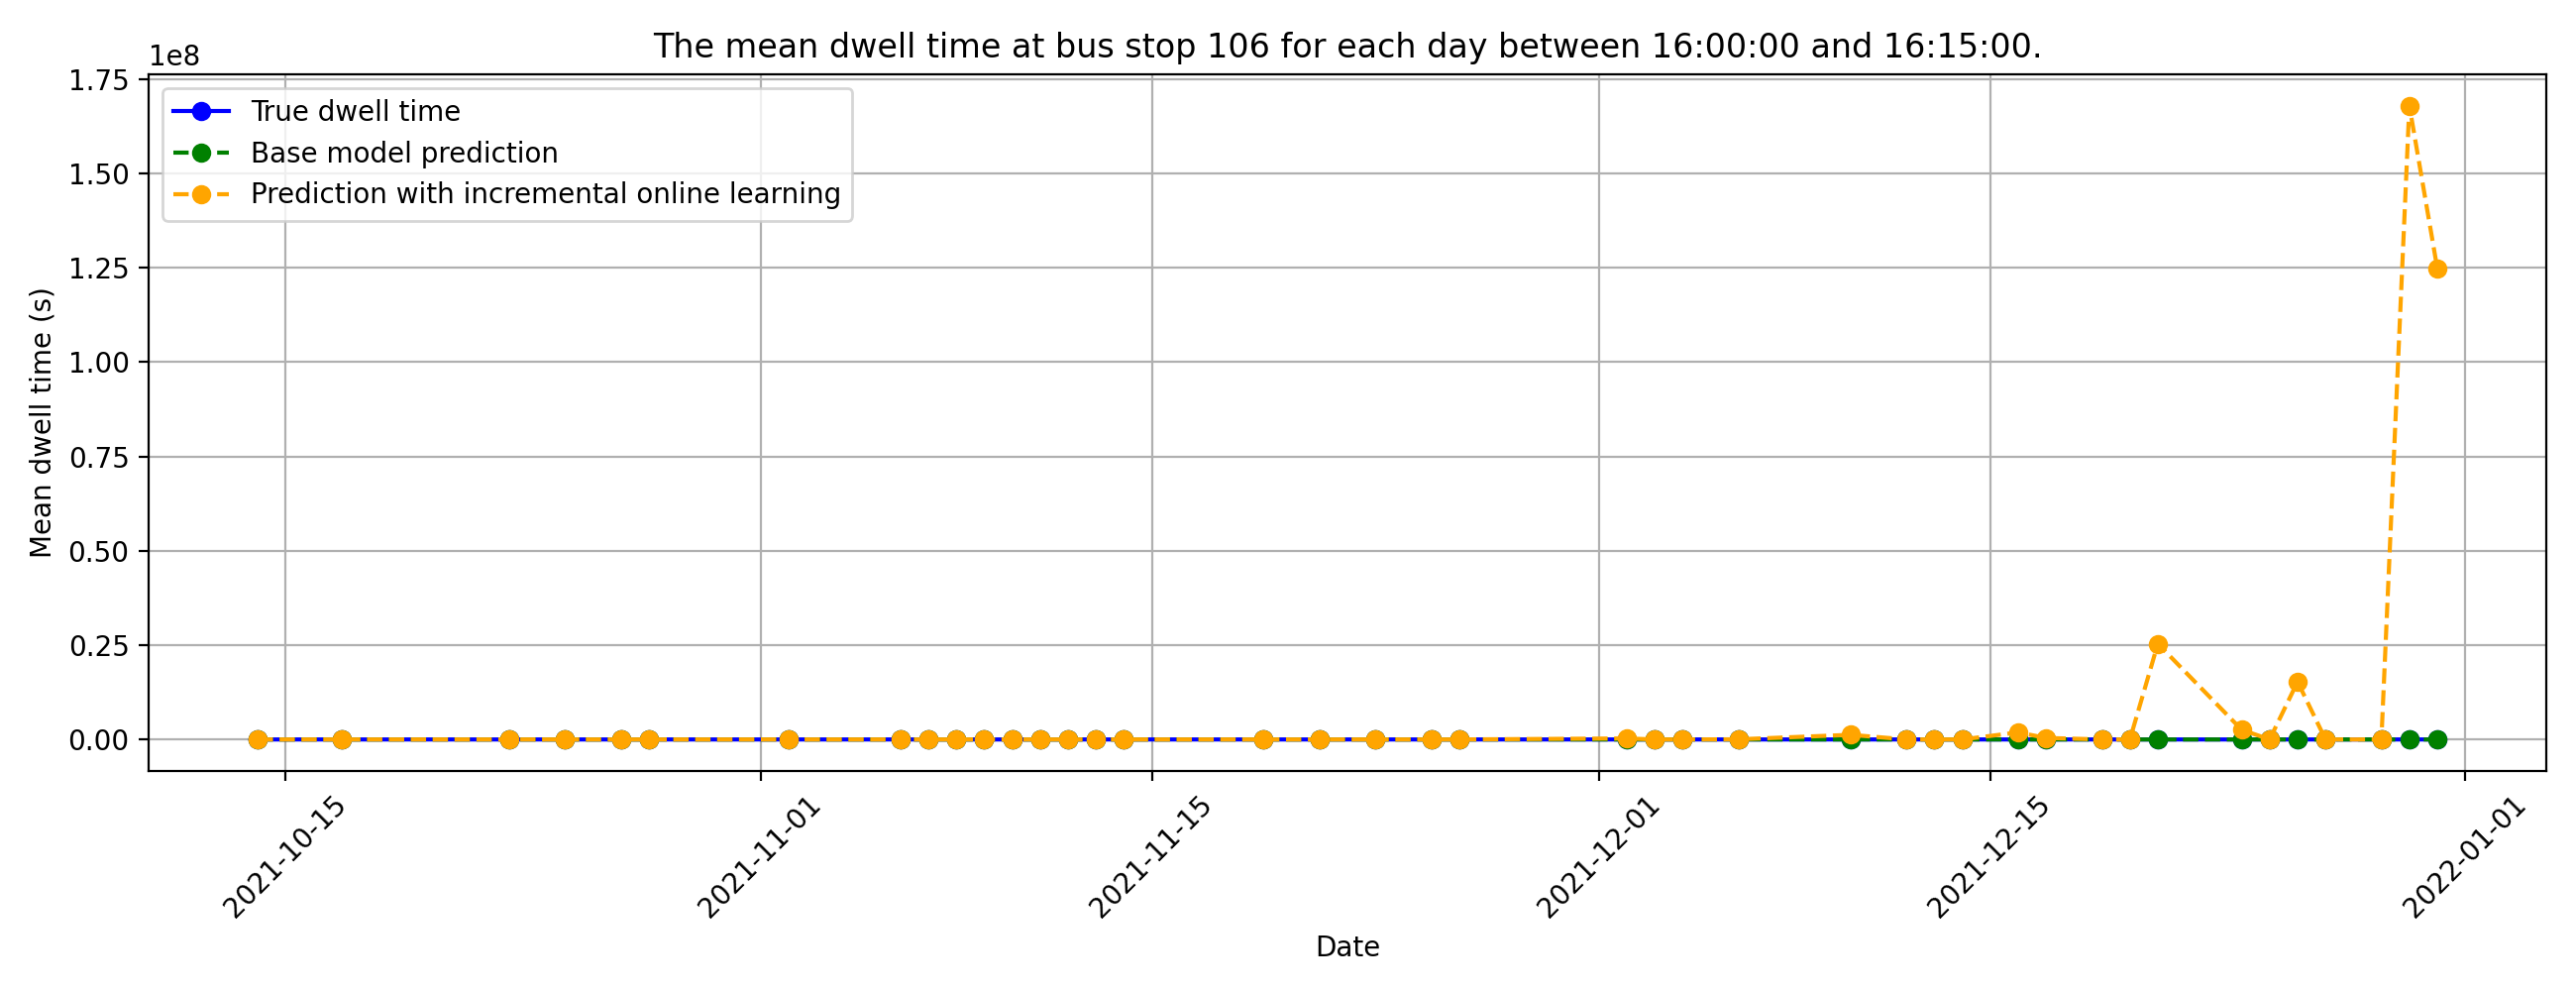 The mean dwell time at bus stop 106 for each day between 16:00:00 and 16:15:00.
1e8
1.75
1.50
1.25
1.00
0.75
0.50
0.25
0.00
Mean dwell time (s)
True dwell time
Base model prediction
Prediction with incremental online learning
2021-10-15
2021-11-01
2021-11-15
2021-12-01
2021-12-15
2022-01-01
Date